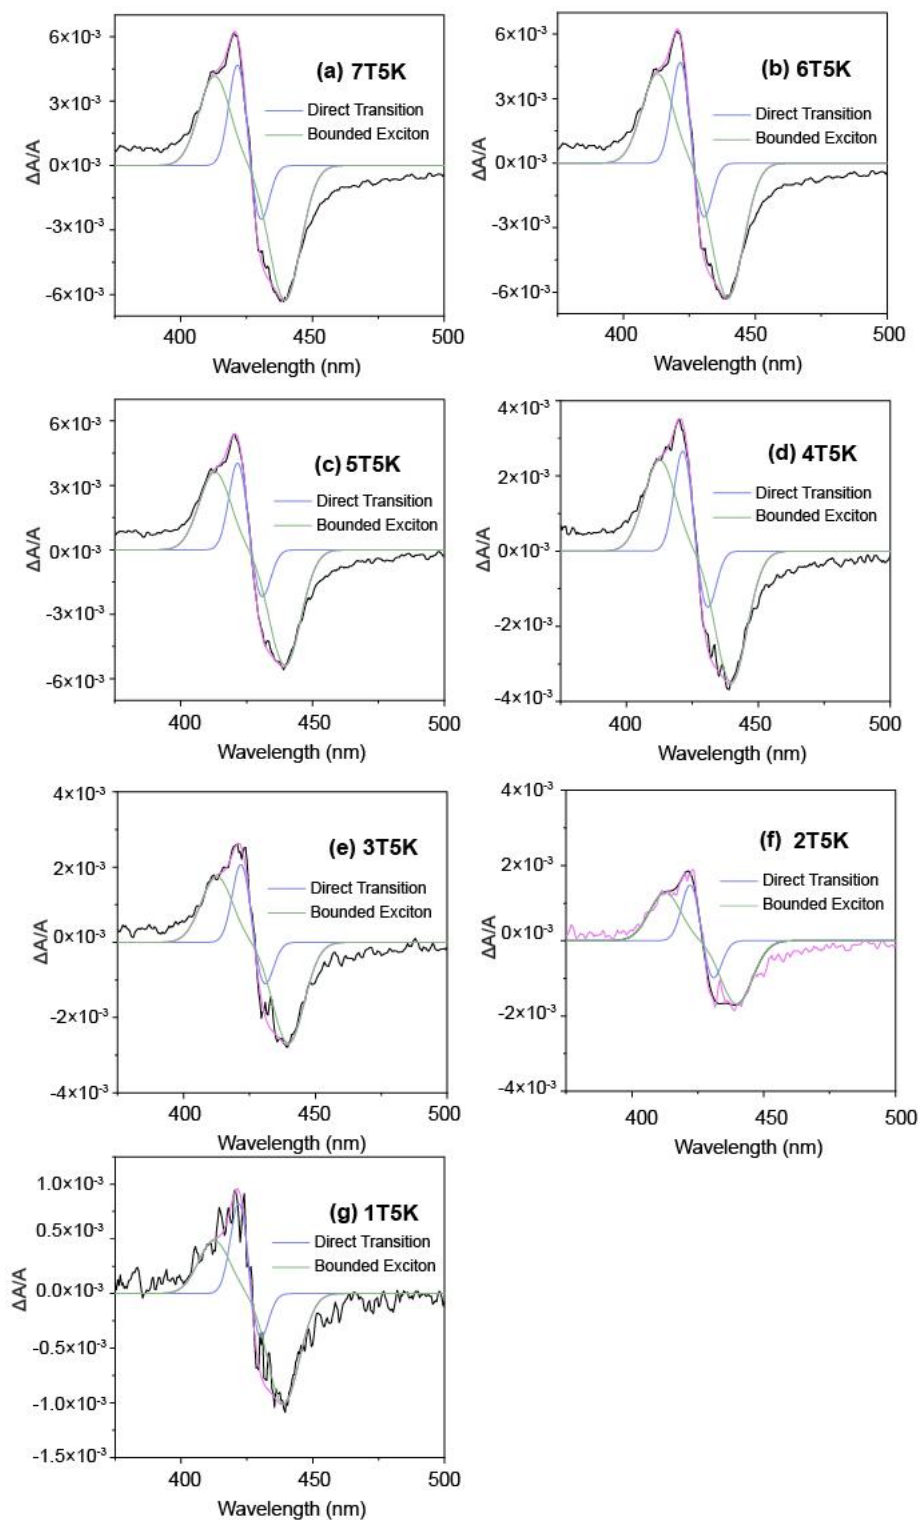 6×10⁻³
3×10⁻³
0×10⁻³
-3×10⁻³
-6×10⁻³
ΔA/A
(a) 7T5K
Direct Transition
Bounded Exciton
400
450
500
Wavelength (nm)
6×10⁻³
3×10⁻³
0×10⁻³
-3×10⁻³
-6×10⁻³
ΔA/A
(b) 6T5K
Direct Transition
Bounded Exciton
400
450
500
Wavelength (nm)
6×10⁻³
3×10⁻³
0×10⁻³
-3×10⁻³
-6×10⁻³
ΔA/A
(c) 5T5K
Direct Transition
Bounded Exciton
400
450
500
Wavelength (nm)
4×10⁻³
2×10⁻³
0×10⁻³
-2×10⁻³
-4×10⁻³
ΔA/A
(d) 4T5K
Direct Transition
Bounded Exciton
400
450
500
Wavelength (nm)
4×10⁻³
2×10⁻³
0×10⁻³
-2×10⁻³
-4×10⁻³
ΔA/A
(e) 3T5K
Direct Transition
Bounded Exciton
400
450
500
Wavelength (nm)
4×10⁻³
2×10⁻³
0×10⁻³
-2×10⁻³
-4×10⁻³
ΔA/A
(f) 2T5K
Direct Transition
Bounded Exciton
400
450
500
Wavelength (nm)
1.0×10⁻³
0.5×10⁻³
0.0×10⁻³
-0.5×10⁻³
-1.0×10⁻³
-1.5×10⁻³
ΔA/A
(g) 1T5K
Direct Transition
Bounded Exciton
400
450
500
Wavelength (nm)